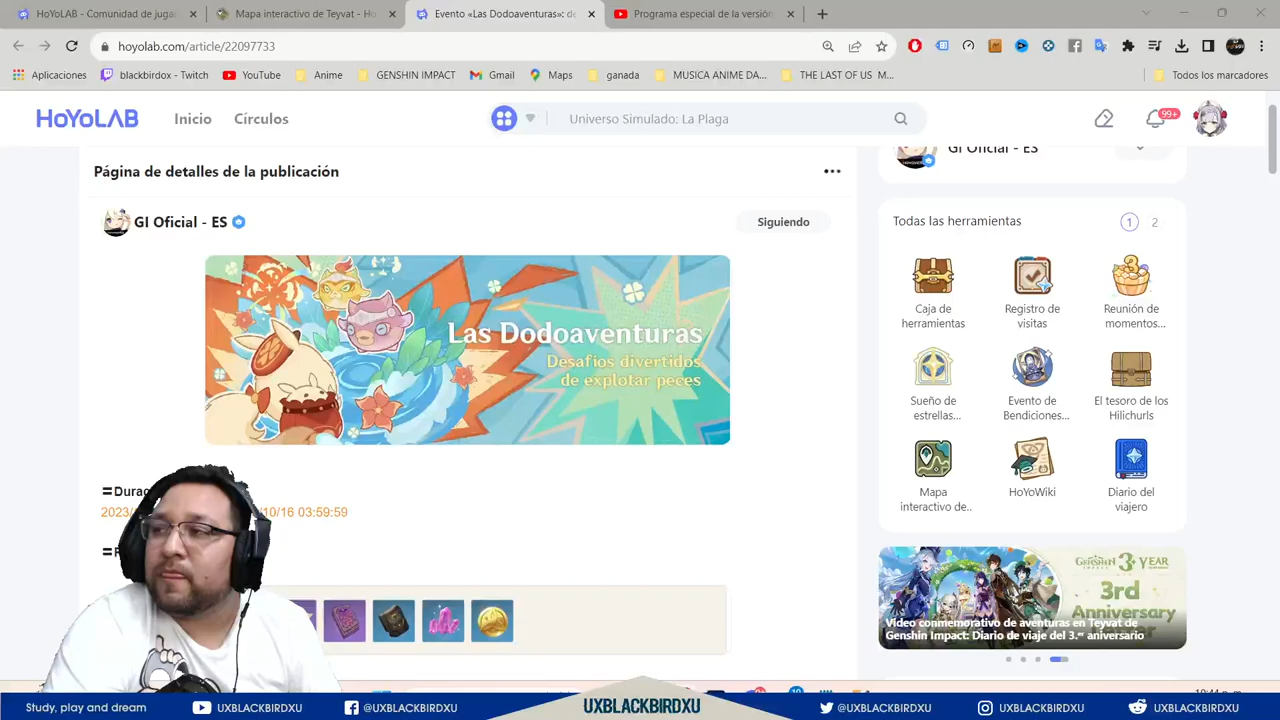 HoYoLAB - Comunidad de jugar
Mapa interactivo de Teyvat - Ho
Evento «Las Dodoaventuras»: de
Programa especial de la versión
hoyolab.com/article/22097733
Aplicaciones
blackbirdox - Twitch
YouTube
Anime
GENSHIN IMPACT
Gmail
Maps
ganada
MUSICA ANIME DA...
THE LAST OF US M...
Todos los marcadores
HoYoLAB
Inicio
Círculos
Universo Simulado: La Plaga
99+
Página de detalles de la publicación
GI Oficial - ES
Siguiendo
Las Dodoaventuras
Desafíos divertidos
de explotar peces
〓Durac
2023/
10/16 03:59:59
GI Oficial - ES
Todas las herramientas
1
2
Caja de
herramientas
Registro de
visitas
Reunión de
momentos...
Sueño de
estrellas...
Evento de
Bendiciones...
El tesoro de los
Hilichurls
Mapa
interactivo de..
HoYoWiki
Diario del
viajero
GENSHIN IMPACT 3RD YEAR
3rd
Anniversary
Video conmemorativo de aventuras en Teyvat de
Genshin Impact: Diario de viaje del 3.er aniversario
10:44 p. m.
Study, play and dream
UXBLACKBIRDXU
@UXBLACKBIRDXU
UXBLACKBIRDXU
@UXBLACKBIRDXU
UXBLACKBIRDXU
UXBLACKBIRDXU